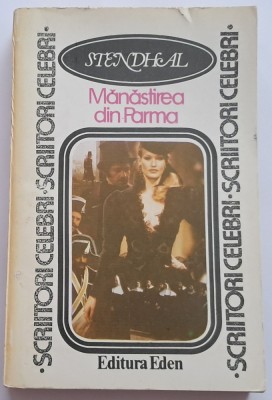 STENDHAL
Mănăstirea
din Parma
· SCRIITORI CELEBRI · SCRIITORI CELEBRI ·
· SCRIITORI CELEBRI · SCRIITORI CELEBRI ·
Editura Eden